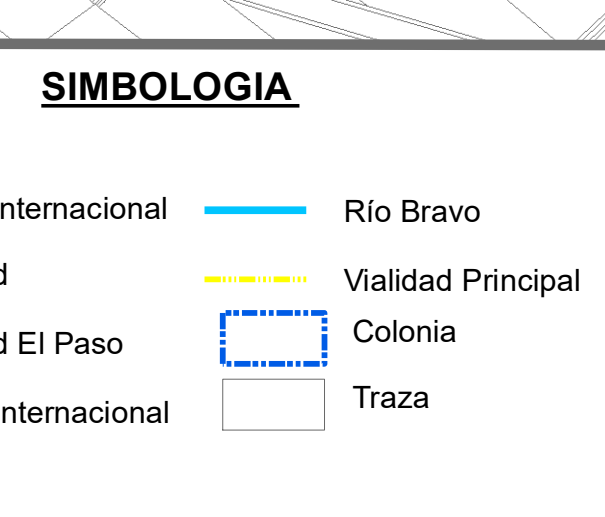 SIMBOLOGIA
nternacional
Río Bravo
d
Vialidad Principal
d El Paso
Colonia
nternacional
Traza